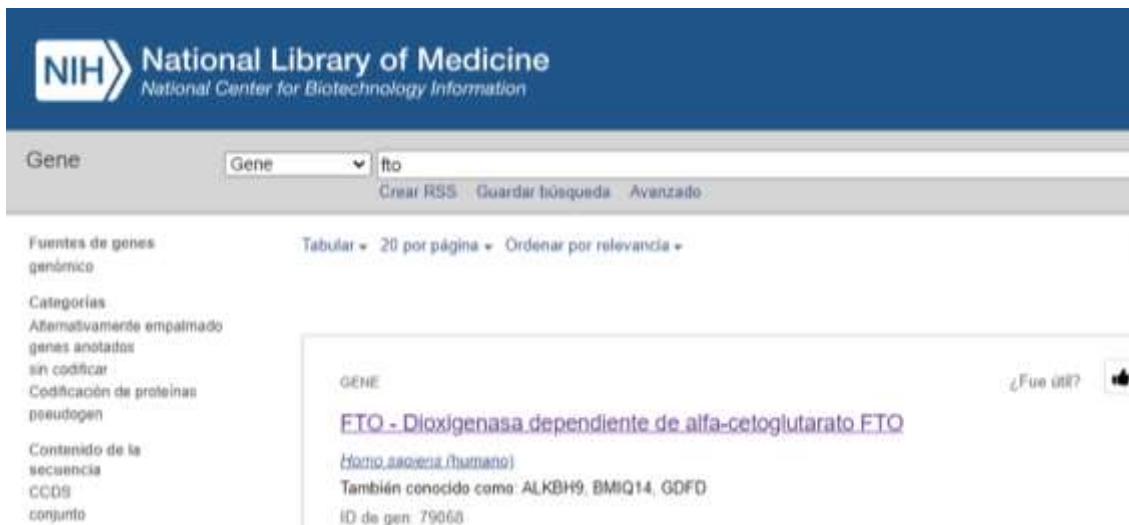 NIH
National Library of Medicine
National Center for Biotechnology Information
Gene
Gene
fto
Crear RSS Guardar búsqueda Avanzado
Fuentes de genes
genómico
Categorías
Alternativamente empalmado
genes anotados
sin codificar
Codificación de proteínas
pseudogen
Contenido de la
secuencia
CCDS
conjunto
Tabular 20 por página Ordenar por relevancia
GENE
¿Fue útil?
FTO - Dioxigenasa dependiente de alfa-cetoglutarato FTO
Homo sapiens (humano)
También conocido como: ALKBH9, BMIQ14, GDFD
ID de gen: 79068